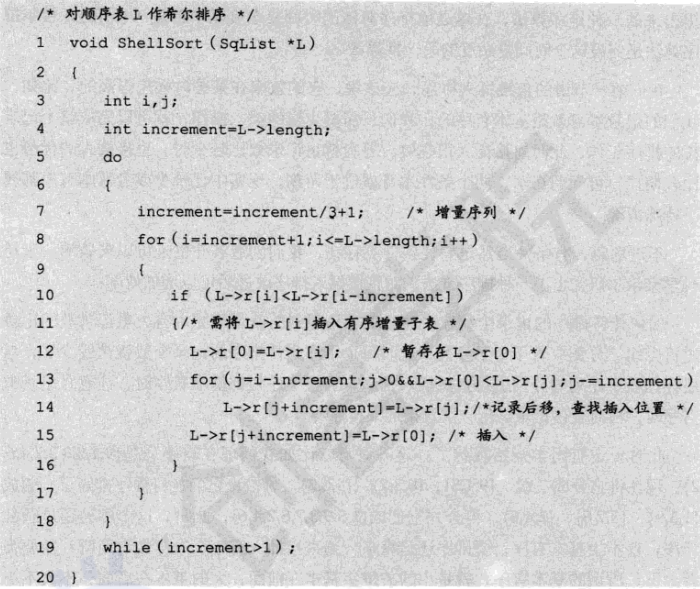 /* 对顺序表L作希尔排序 */
1 void ShellSort(SqList *L)
2 {
3 int i,j;
4 int increment=L->length;
5 do
6 {
7 increment=increment/3+1; /* 增量序列 */
8 for(i=increment+1;i<=L->length;i++)
9 {
10 if (L->r[i]<L->r[i-increment])
11 {/* 需将L->r[i]插入有序增量子表 */
12 L->r[0]=L->r[i]; /* 暂存在L->r[0] */
13 for(j=i-increment;j>0&&L->r[0]<L->r[j];j-=increment)
14 L->r[j+increment]=L->r[j];/*记录后移，查找插入位置 */
15 L->r[j+increment]=L->r[0]; /* 插入 */
16 }
17 }
18 }
19 while(increment>1);
20 }